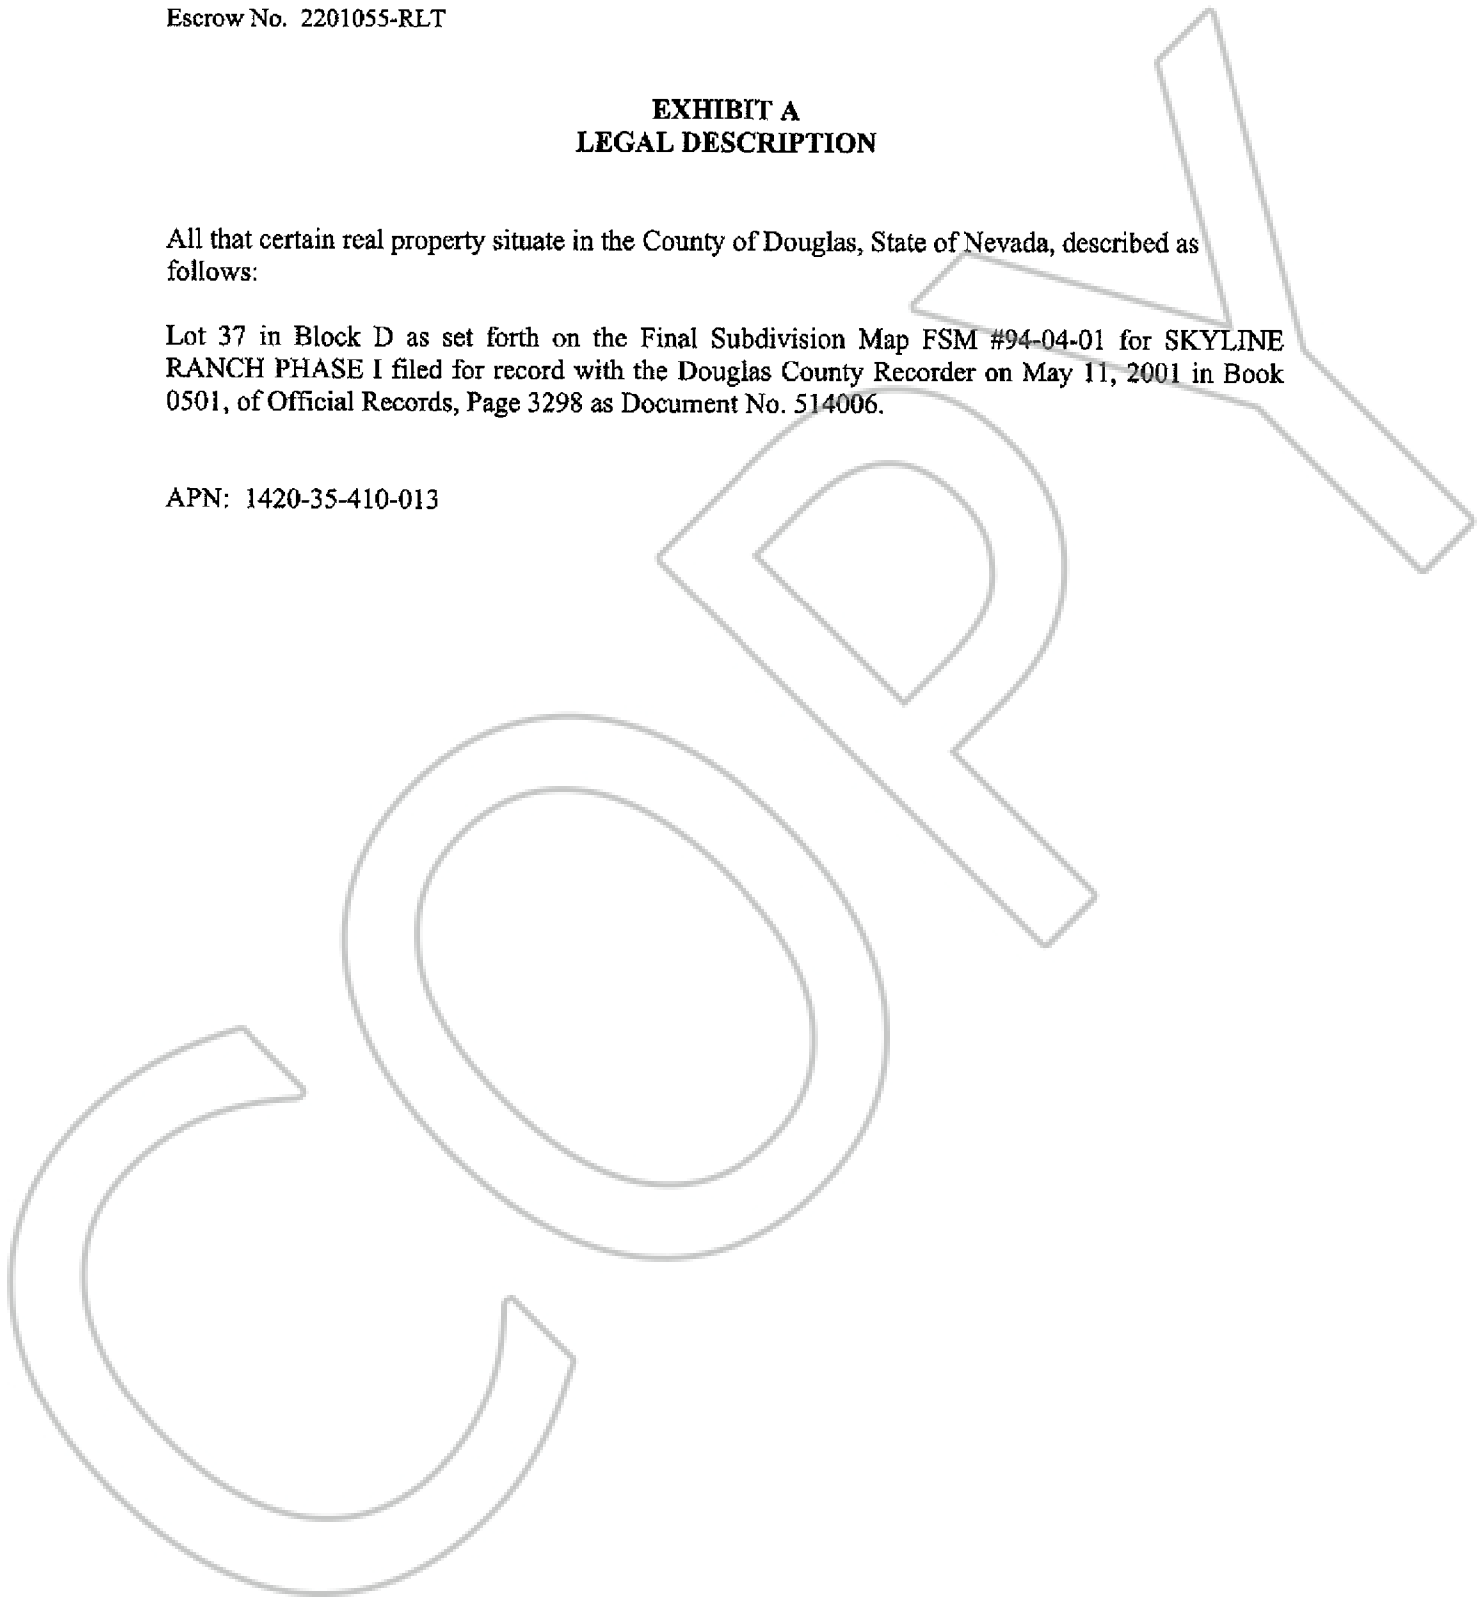 Escrow No. 2201055-RLT
EXHIBIT A
LEGAL DESCRIPTION
All that certain real property situate in the County of Douglas, State of Nevada, described as
follows:
Lot 37 in Block D as set forth on the Final Subdivision Map FSM #94-04-01 for SKYLINE
RANCH PHASE I filed for record with the Douglas County Recorder on May 11, 2001 in Book
0501, of Official Records, Page 3298 as Document No. 514006.
APN: 1420-35-410-013
COPY